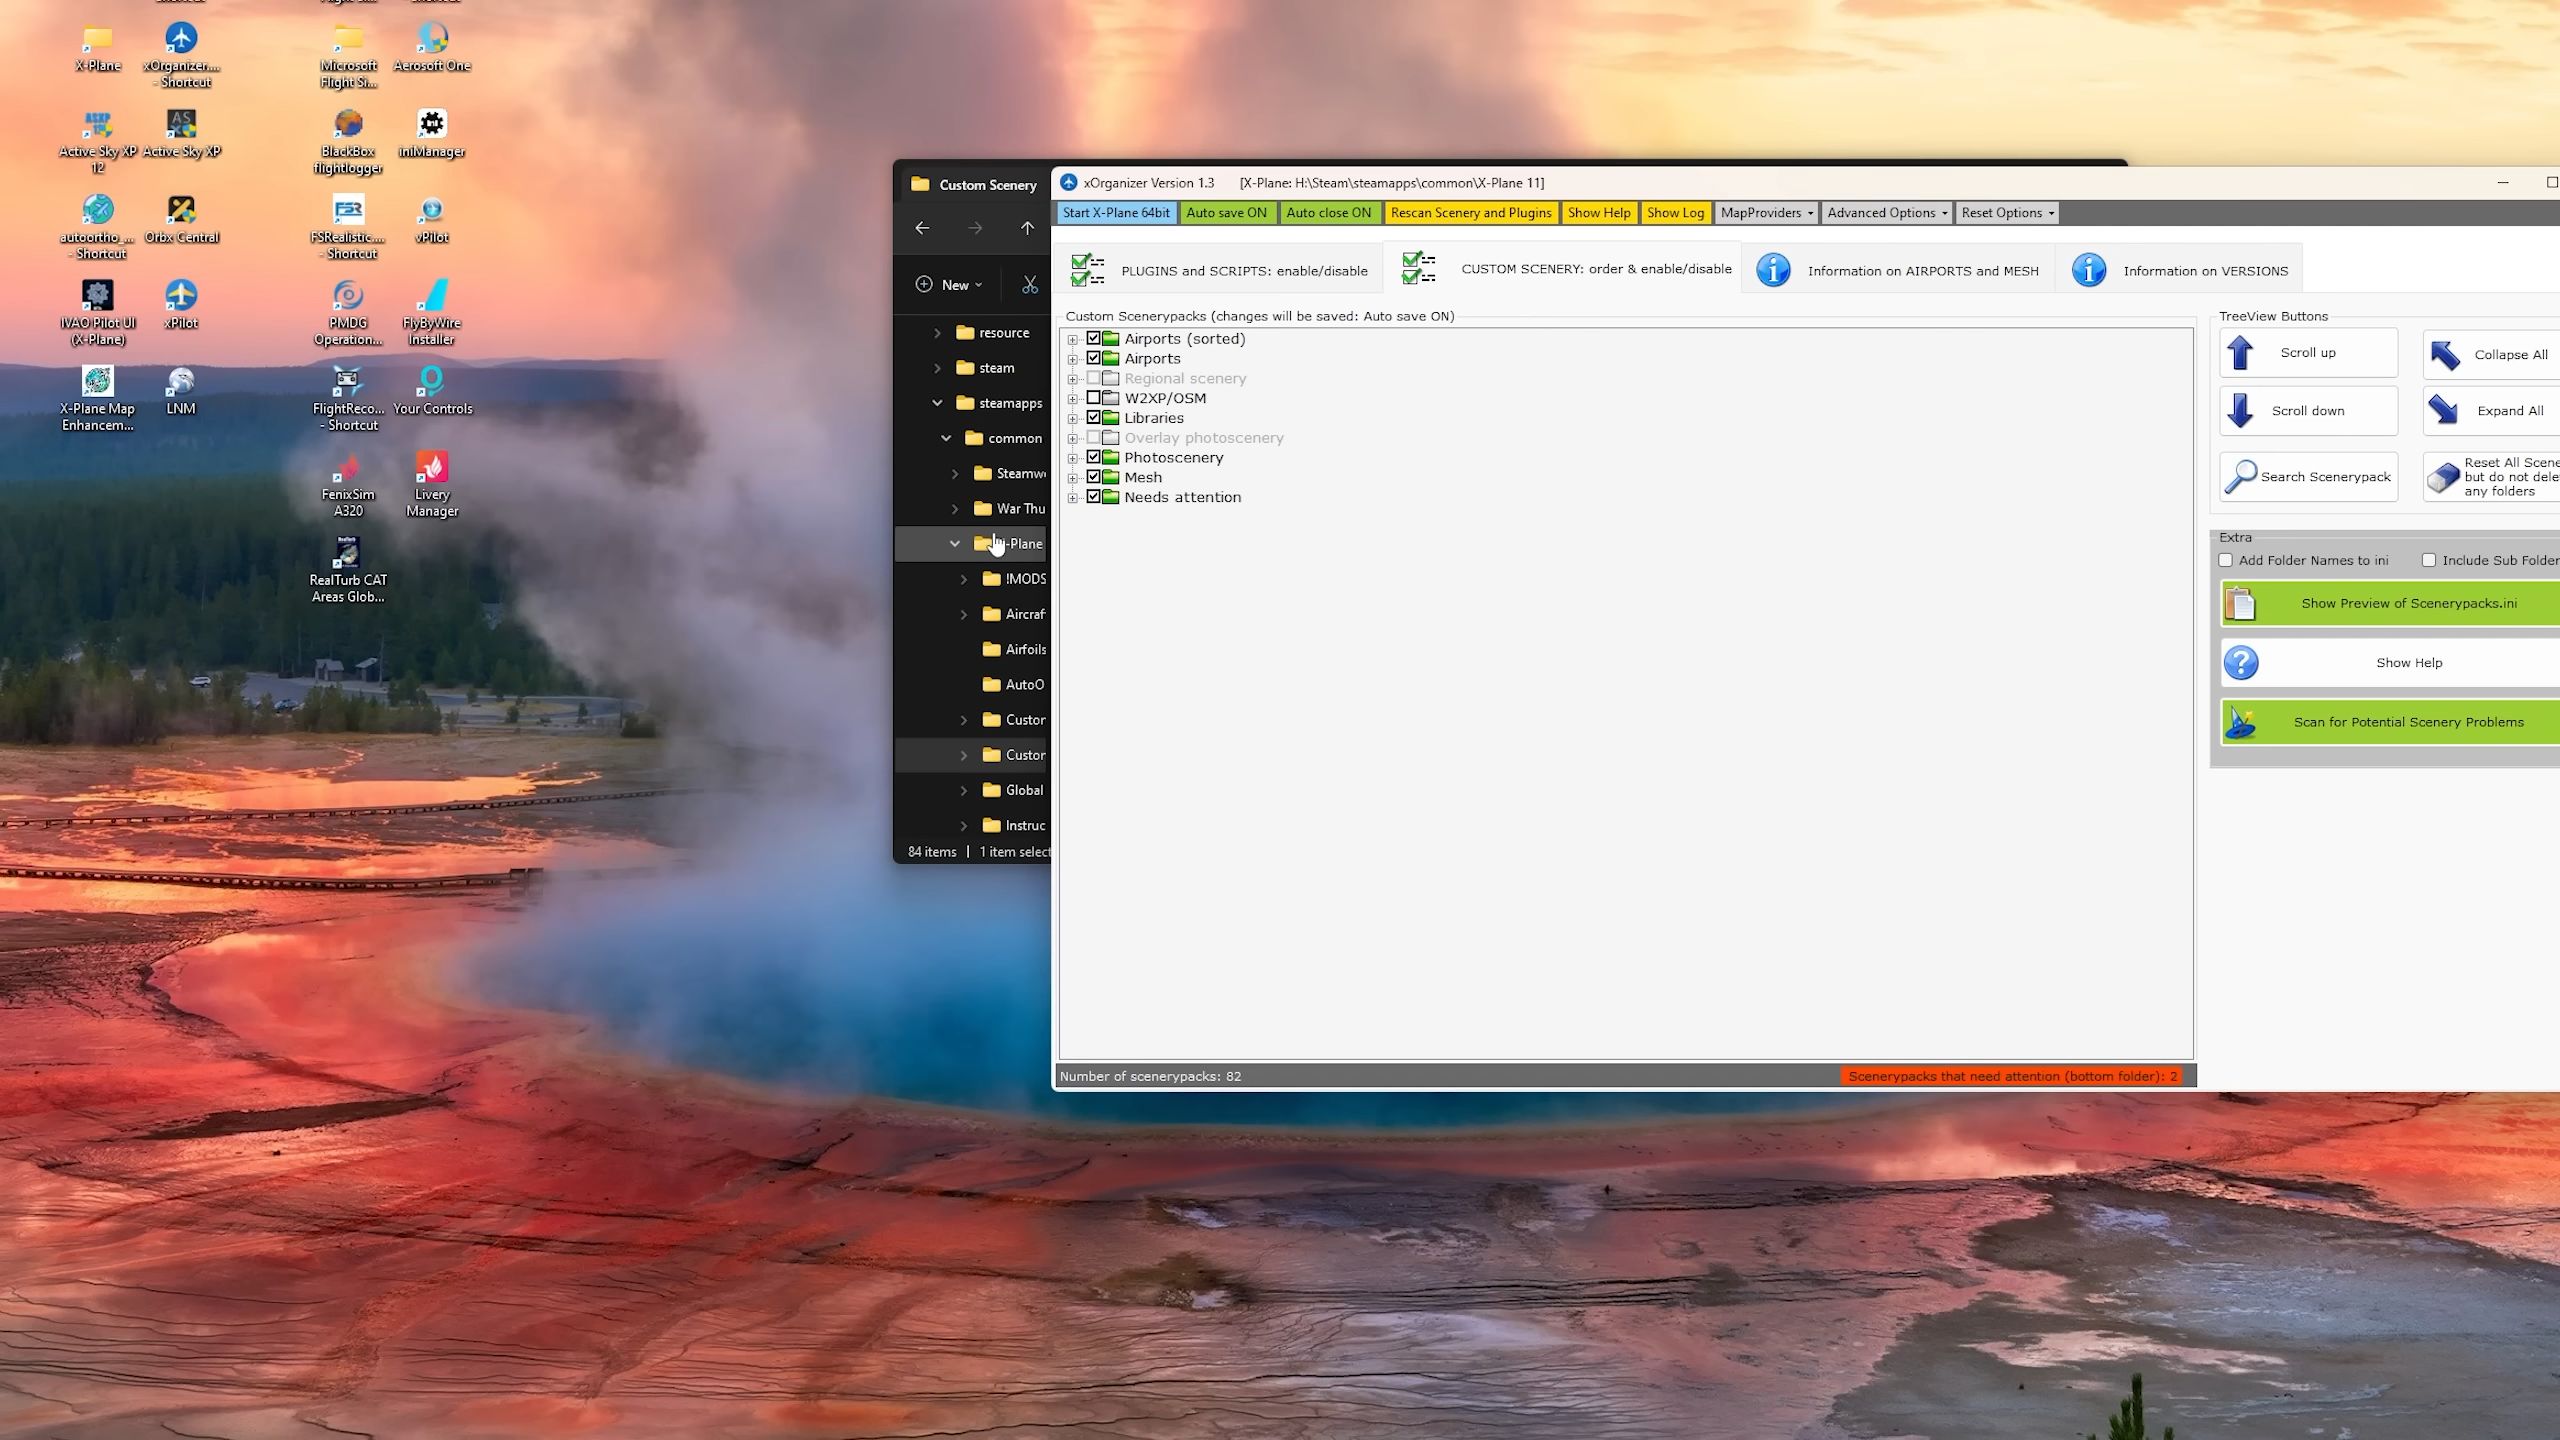 X-Plane
xOrganizer....
- Shortcut
Microsoft
Flight Si...
Aerosoft One
Active Sky XP
12
Active Sky XP
BlackBox
flightlogger
iniManager
autoortho_...
- Shortcut
Orbx Central
FSRealistic....
- Shortcut
vPilot
IVAO Pilot UI
(X-Plane)
xPilot
PMDG
Operation...
FlyByWire
Installer
X-Plane Map
Enhancem...
LNM
FlightReco...
- Shortcut
Your Controls
FenixSim
A320
Livery
Manager
RealTurb CAT
Areas Glob...
Custom Scenery
New
resource
steam
steamapps
common
Steamw
War Thu
-Plane
!MODS
Aircraf
Airfoils
AutoO
Custor
Custor
Global
Instruc
84 items | 1 item select
xOrganizer Version 1.3 [X-Plane: H:\Steam\steamapps\common\X-Plane 11]
Start X-Plane 64bit Auto save ON Auto close ON Rescan Scenery and Plugins Show Help Show Log MapProviders Advanced Options Reset Options
PLUGINS and SCRIPTS: enable/disable
CUSTOM SCENERY: order & enable/disable
Information on AIRPORTS and MESH
Information on VERSIONS
Custom Scenerypacks (changes will be saved: Auto save ON)
Airports (sorted)
Airports
Regional scenery
W2XP/OSM
Libraries
Overlay photoscenery
Photoscenery
Mesh
Needs attention
Number of scenerypacks: 82
Scenerypacks that need attention (bottom folder): 2
TreeView Buttons
Scroll up
Collapse All
Scroll down
Expand All
Search Scenerypack
Reset All Scene
but do not dele
any folders
Extra
Add Folder Names to ini
Include Sub Folder
Show Preview of Scenerypacks.ini
Show Help
Scan for Potential Scenery Problems